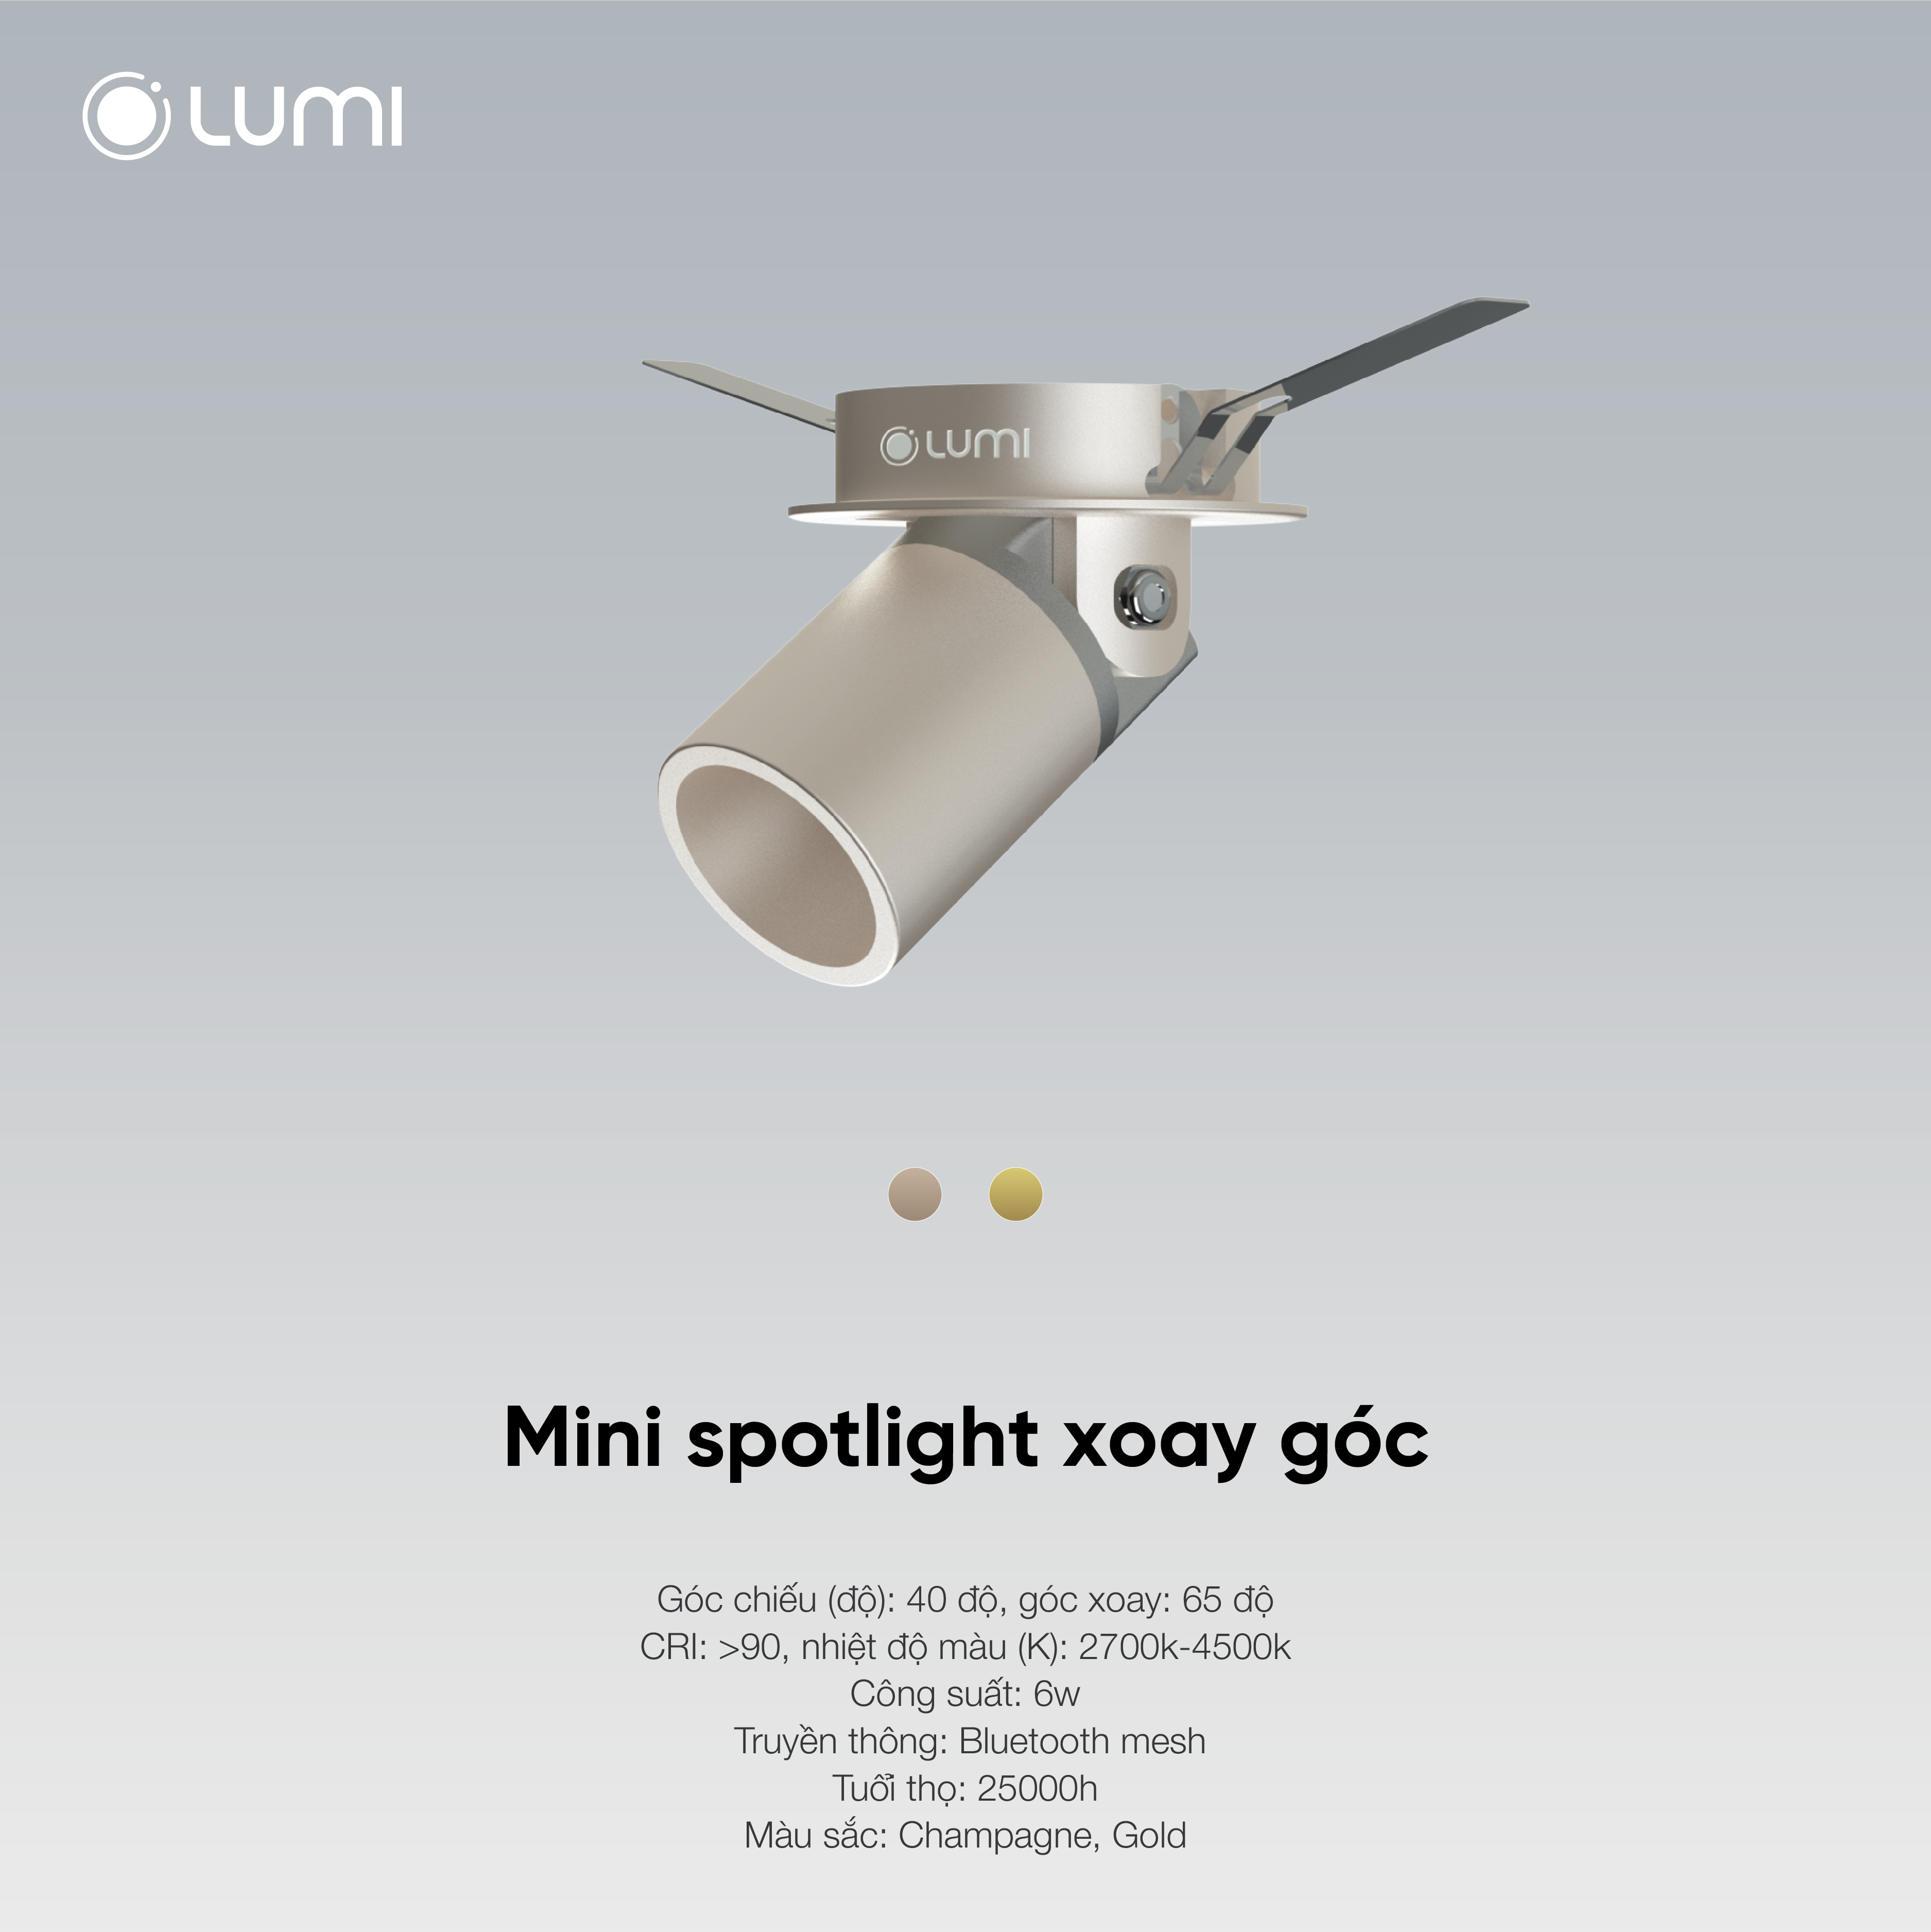 LUMI
LUMI
Mini spotlight xoay góc
Góc chiếu (độ): 40 độ, góc xoay: 65 độ
CRI: >90, nhiệt độ màu (K): 2700k-4500k
Công suất: 6w
Truyền thông: Bluetooth mesh
Tuổi thọ: 25000h
Màu sắc: Champagne, Gold